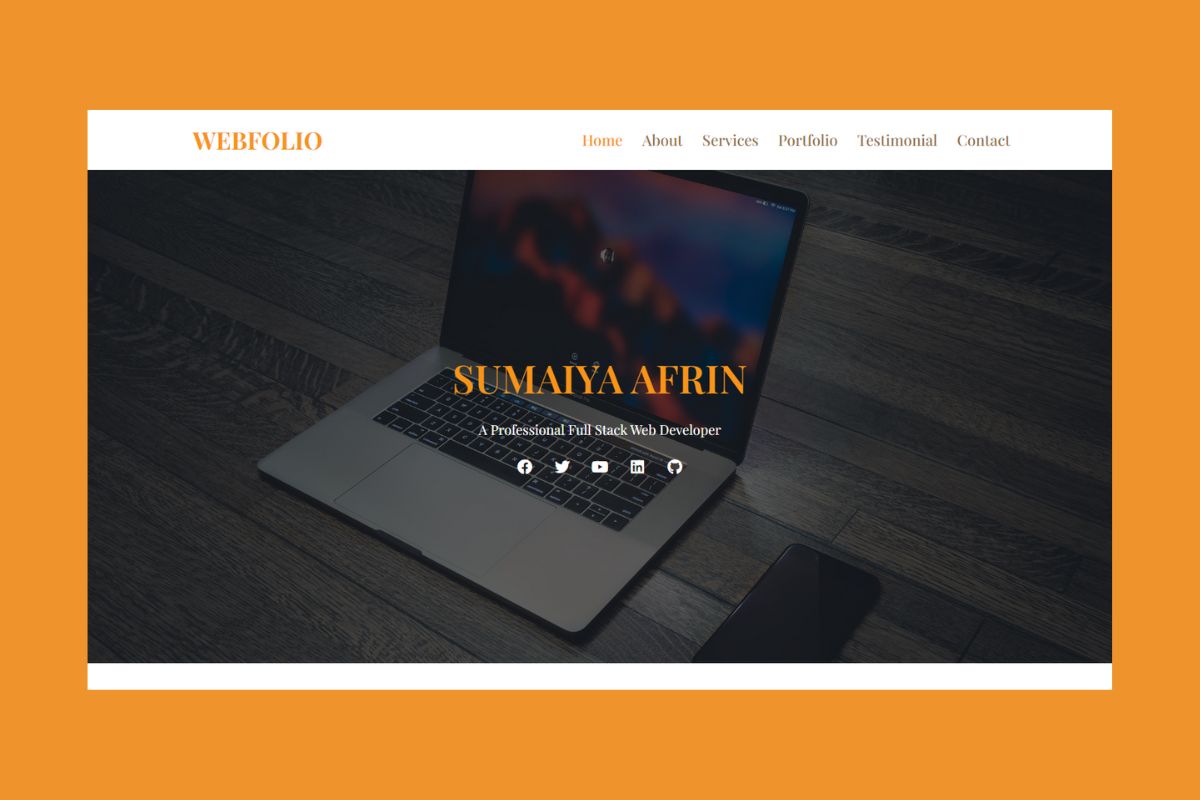 WEBFOLIO
Home About Services Portfolio Testimonial Contact
SUMAIYA AFRIN
A Professional Full Stack Web Developer